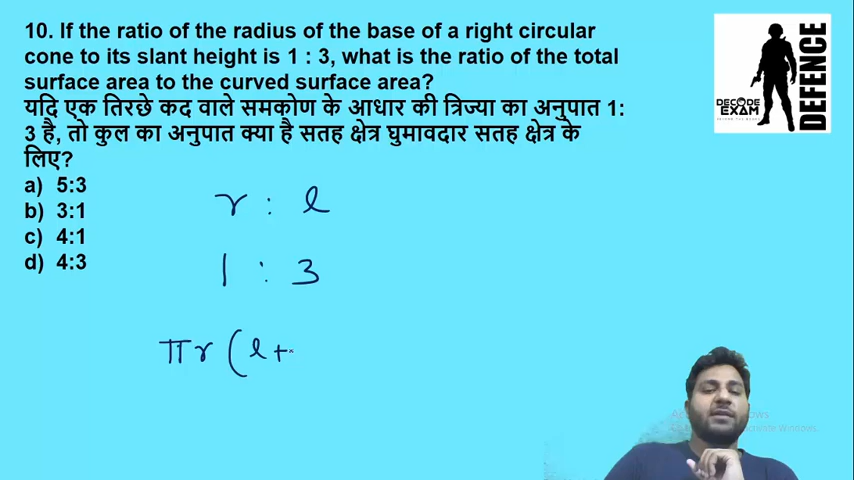 10. If the ratio of the radius of the base of a right circular
cone to its slant height is 1 : 3, what is the ratio of the total
surface area to the curved surface area?
यदि एक तिरछे कद वाले समकोण के आधार की त्रिज्या का अनुपात 1:
3 है, तो कुल का अनुपात क्या है सतह क्षेत्र घुमावदार सतह क्षेत्र के
लिए?
a) 5:3
b) 3:1
c) 4:1
d) 4:3
r : l
1 : 3
πr (l +
DECODE
EXAM
DEFENCE